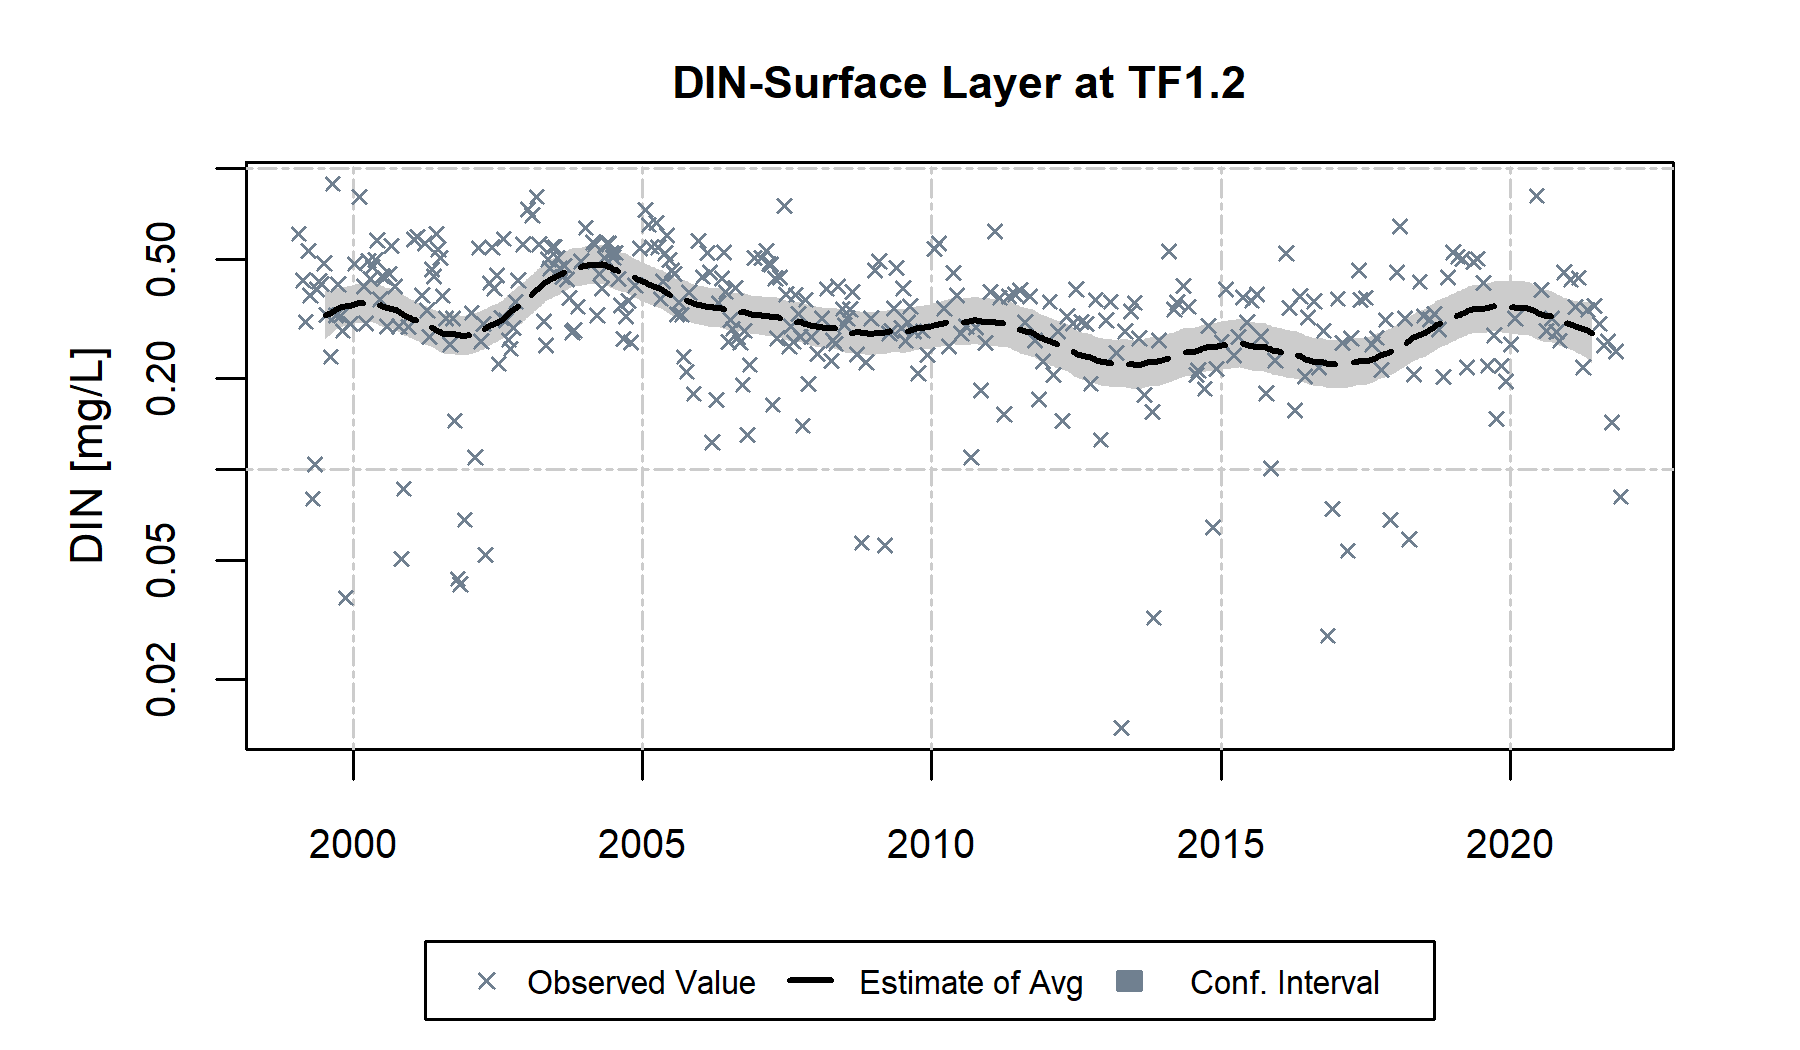 DIN-Surface Layer at TF1.2
DIN [mg/L]
0.50
0.20
0.05
0.02
2000 2005 2010 2015 2020
Observed Value Estimate of Avg Conf. Interval